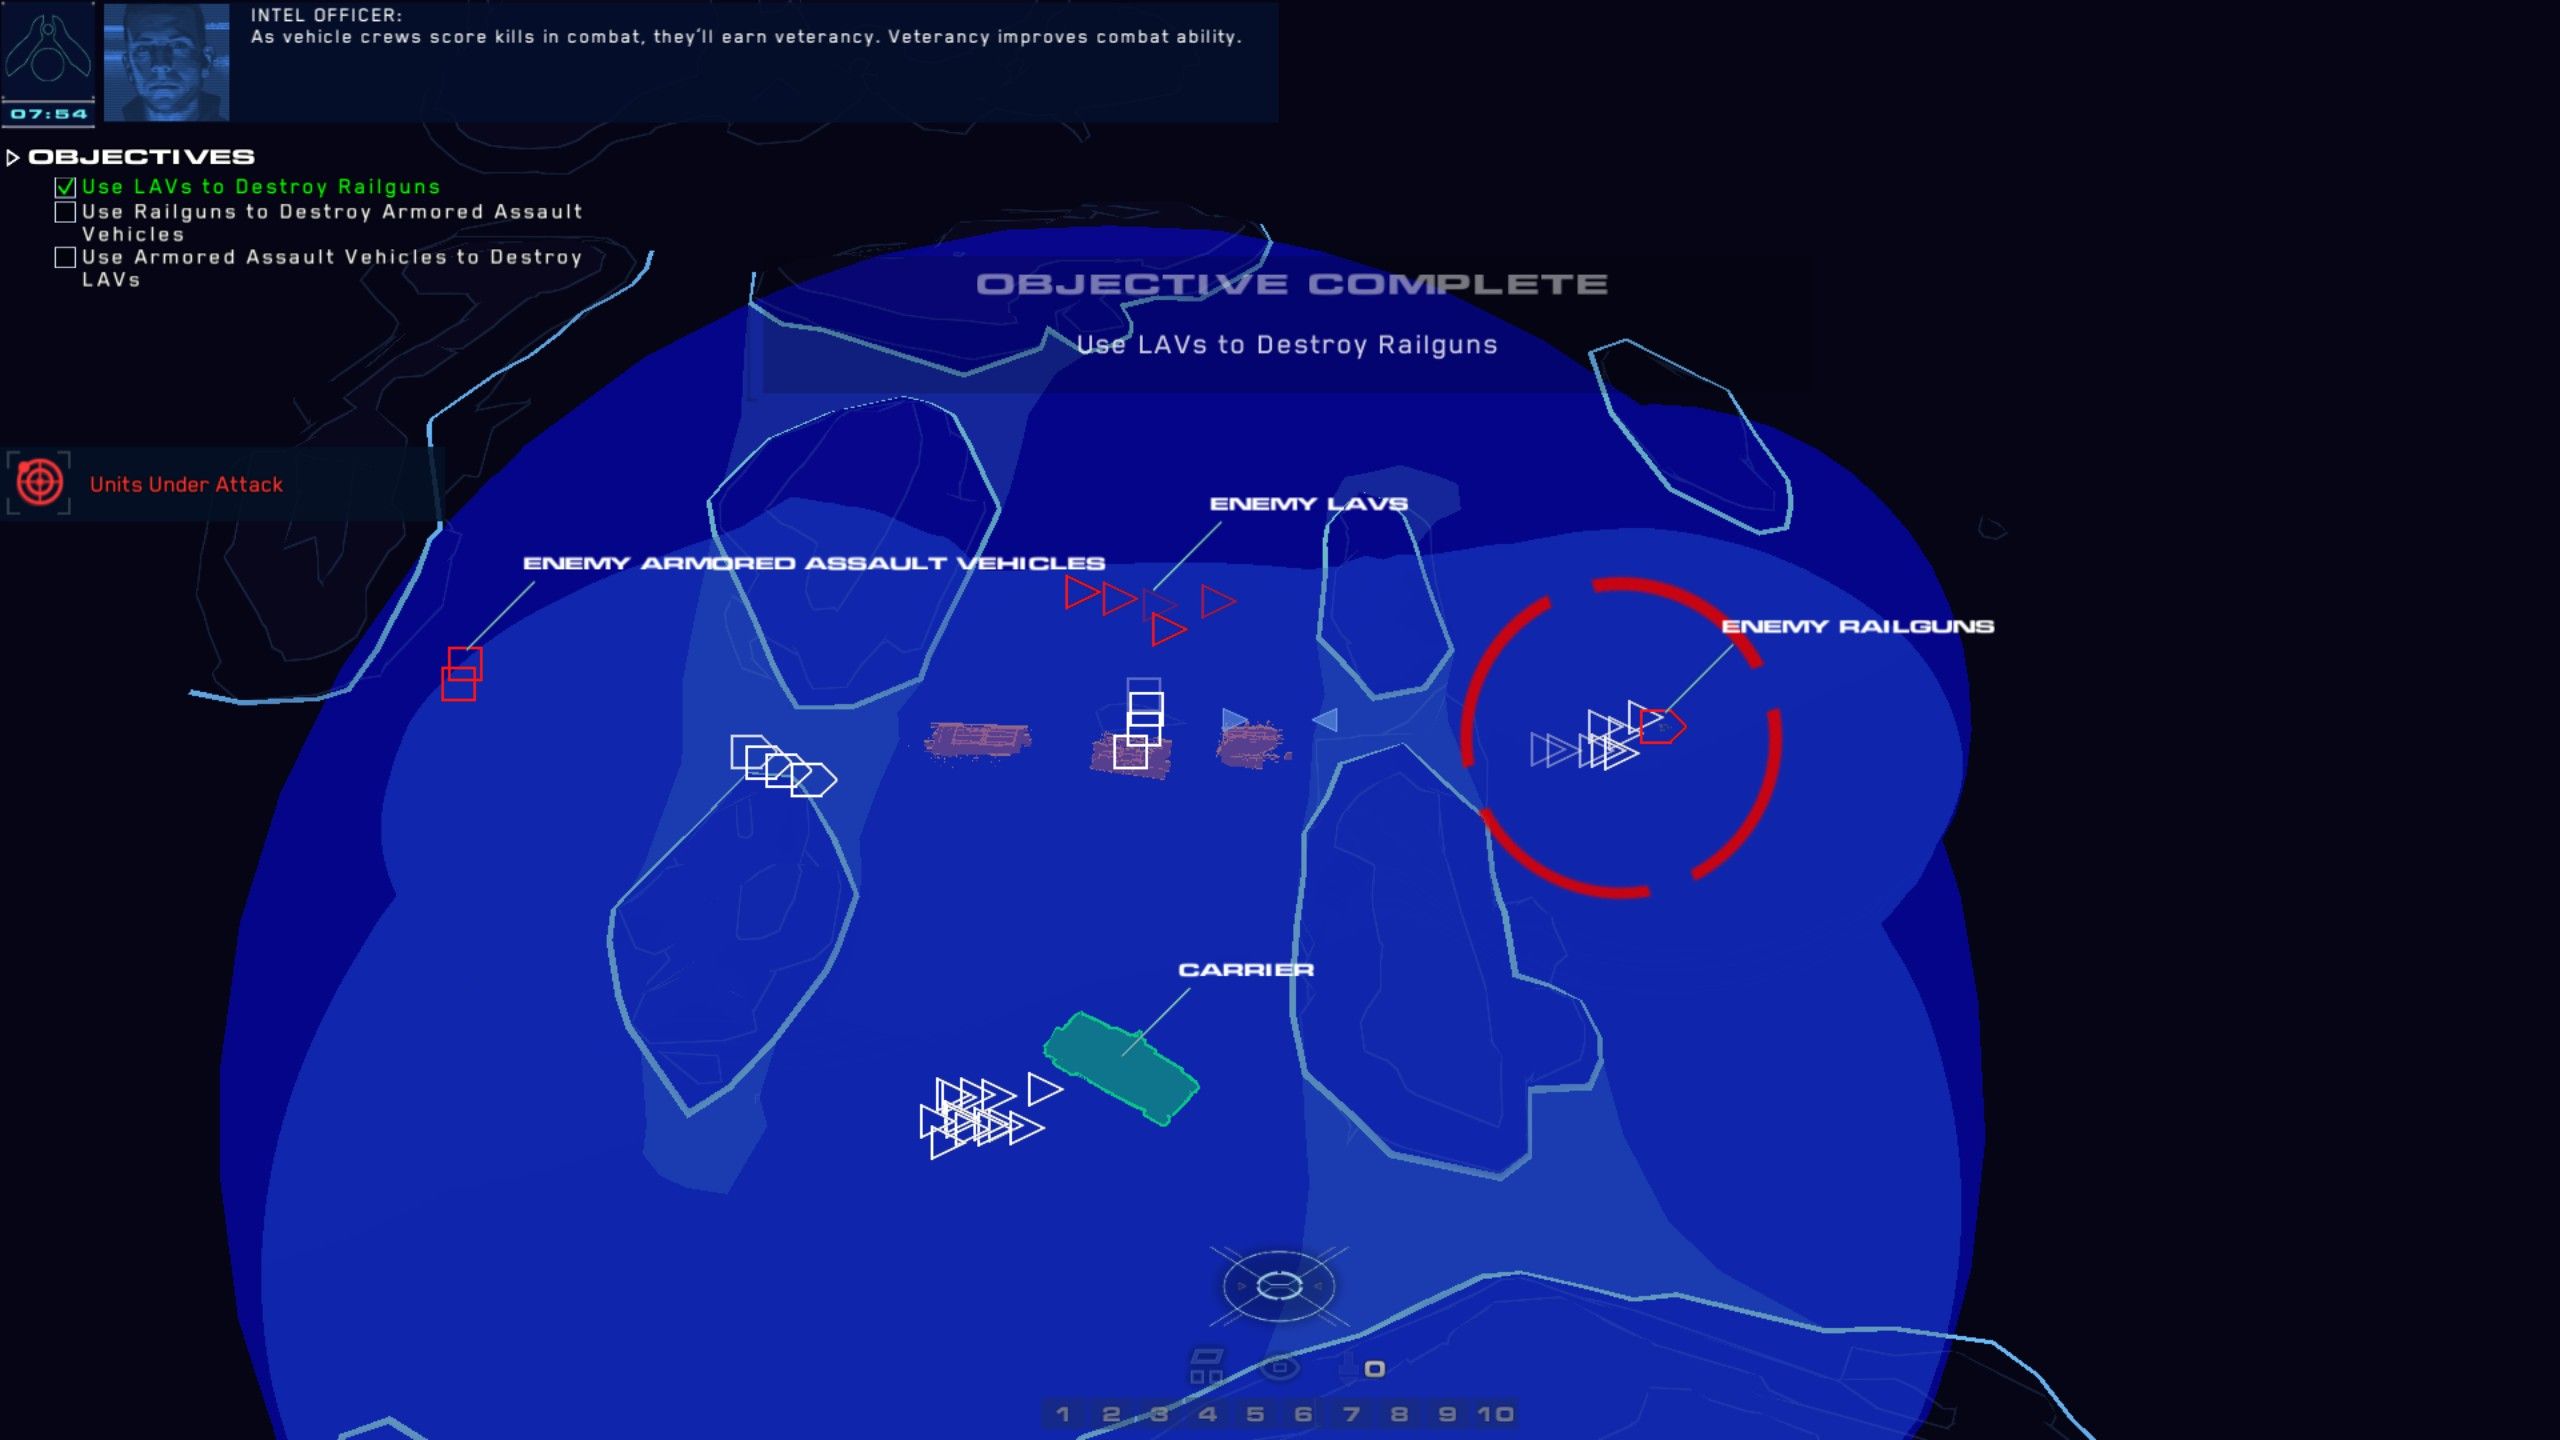 INTEL OFFICER:
As vehicle crews score kills in combat, they'll earn veterancy. Veterancy improves combat ability.
07:54
OBJECTIVES
Use LAVs to Destroy Railguns
Use Railguns to Destroy Armored Assault
Vehicles
Use Armored Assault Vehicles to Destroy
LAVs
OBJECTIVE COMPLETE
Use LAVs to Destroy Railguns
Units Under Attack
ENEMY LAVS
ENEMY ARMORED ASSAULT VEHICLES
ENEMY RAILGUNS
CARRIER
0
1 2 3 4 5 6 7 8 9 10